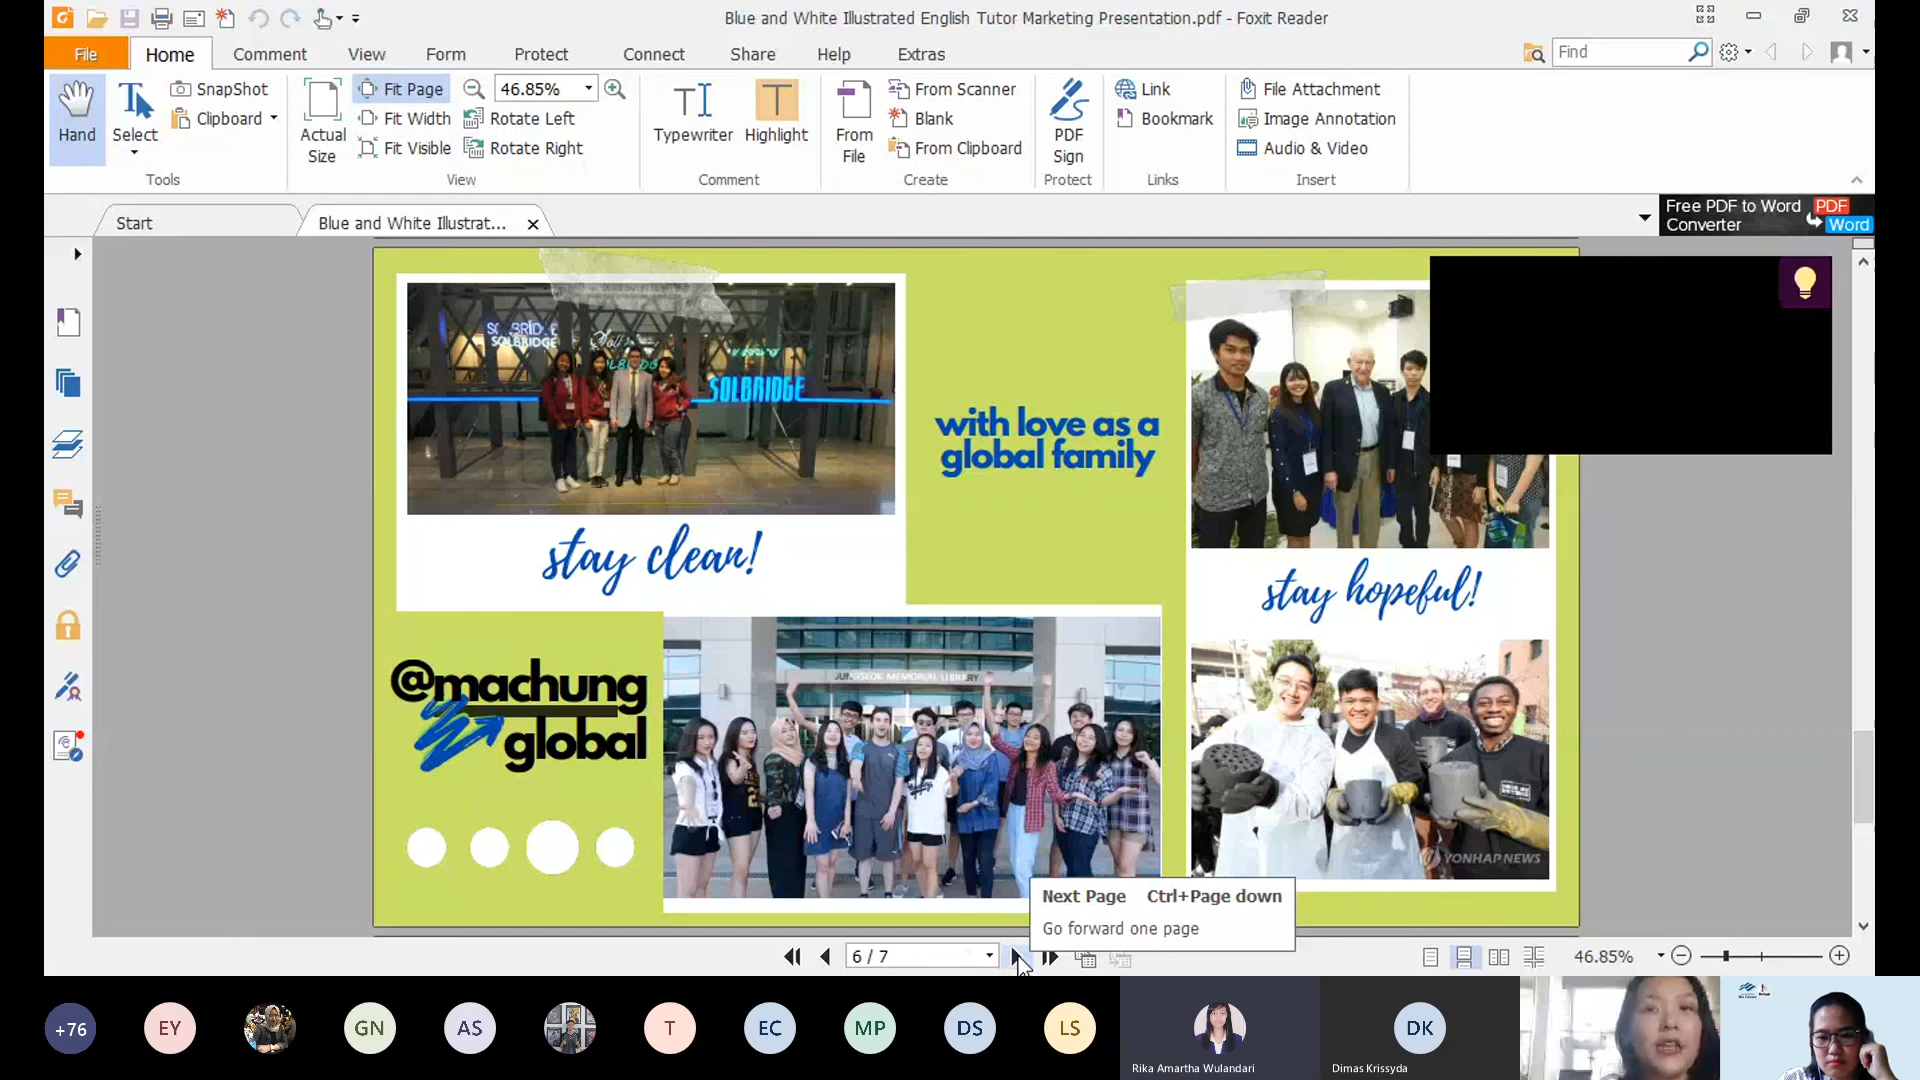 Blue and White Illustrated English Tutor Marketing Presentation.pdf - Foxit Reader
File
Home
Comment
View
Form
Protect
Connect
Share
Help
Extras
Find
Hand
Select
SnapShot
Clipboard
Tools
Actual
Size
Fit Page
Fit Width
Fit Visible
46.85%
Rotate Left
Rotate Right
View
Typewriter
Highlight
Comment
From
File
From Scanner
Blank
From Clipboard
Create
PDF
Sign
Protect
Link
Bookmark
Links
File Attachment
Image Annotation
Audio & Video
Insert
Start
Blue and White Illustrat...
Free PDF to Word
Converter
PDF
Word
SOLBRIDGE
SOLBRIDGE
SOLBRIDGE
stay clean!
with love as a
global family
stay hopeful!
@machung
global
JUNGSEOK MEMORIAL LIBRARY
YONHAPNEWS
Next Page Ctrl+Page down
Go forward one page
6 / 7
46.85%
+76
EY
GN
AS
T
EC
MP
DS
LS
Rika Amartha Wulandari
DK
Dimas Krissyda